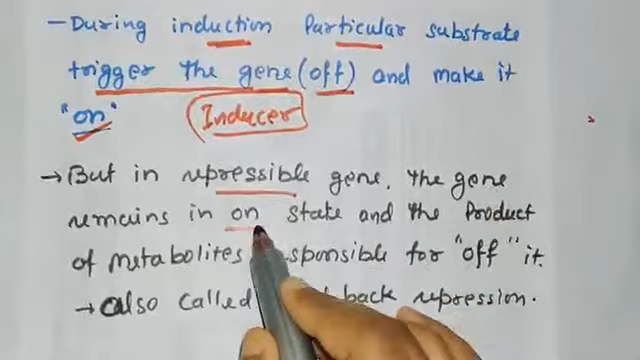 - During induction Particular substrate
trigger the gene (off) and make it
"on" Inducer
→ But in repressible gene, the gene
remains in on state and the Product
of metabolites responsible for "off" it.
→ also called back repression.